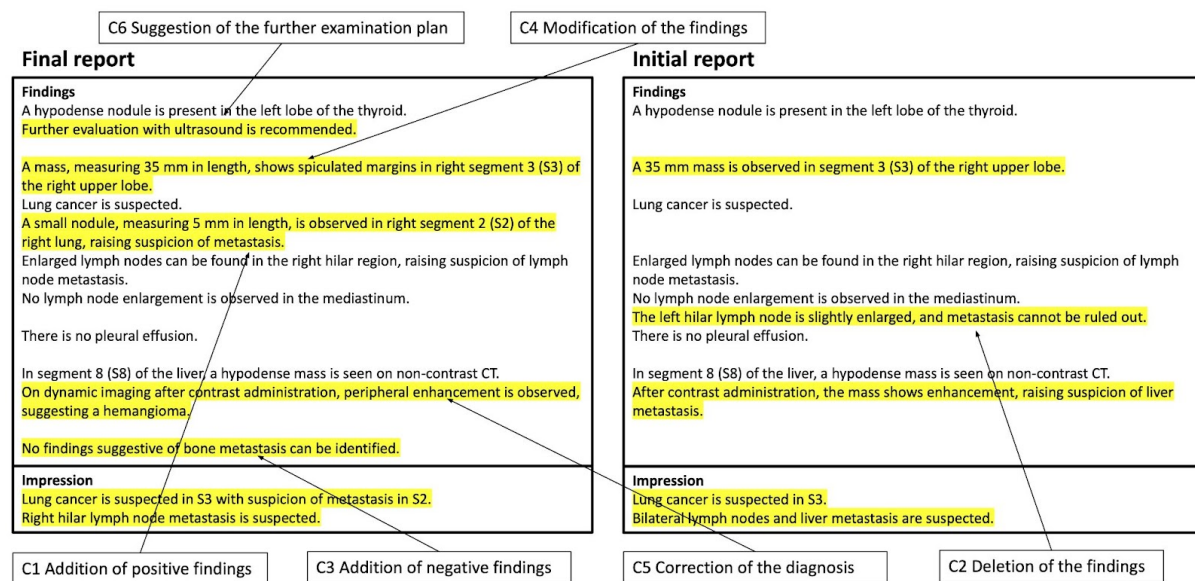 C6 Suggestion of the further examination plan
C4 Modification of the findings
Final report
Findings
A hypodense nodule is present in the left lobe of the thyroid.
Further evaluation with ultrasound is recommended.
A mass, measuring 35 mm in length, shows spiculated margins in right segment 3 (S3) of
the right upper lobe.
Lung cancer is suspected.
A small nodule, measuring 5 mm in length, is observed in right segment 2 (S2) of the
right lung, raising suspicion of metastasis.
Enlarged lymph nodes can be found in the right hilar region, raising suspicion of lymph
node metastasis.
No lymph node enlargement is observed in the mediastinum.
There is no pleural effusion.
In segment 8 (S8) of the liver, a hypodense mass is seen on non-contrast CT.
On dynamic imaging after contrast administration, peripheral enhancement is observed,
suggesting a hemangioma.
No findings suggestive of bone metastasis can be identified.
Impression
Lung cancer is suspected in S3 with suspicion of metastasis in S2.
Right hilar lymph node metastasis is suspected.
Initial report
Findings
A hypodense nodule is present in the left lobe of the thyroid.
A 35 mm mass is observed in segment 3 (S3) of the right upper lobe.
Lung cancer is suspected.
Enlarged lymph nodes can be found in the right hilar region, raising suspicion of lymph
node metastasis.
No lymph node enlargement is observed in the mediastinum.
The left hilar lymph node is slightly enlarged, and metastasis cannot be ruled out.
There is no pleural effusion.
In segment 8 (S8) of the liver, a hypodense mass is seen on non-contrast CT.
After contrast administration, the mass shows enhancement, raising suspicion of liver
metastasis.
Impression
Lung cancer is suspected in S3.
Bilateral lymph nodes and liver metastasis are suspected.
C1 Addition of positive findings
C3 Addition of negative findings
C5 Correction of the diagnosis
C2 Deletion of the findings